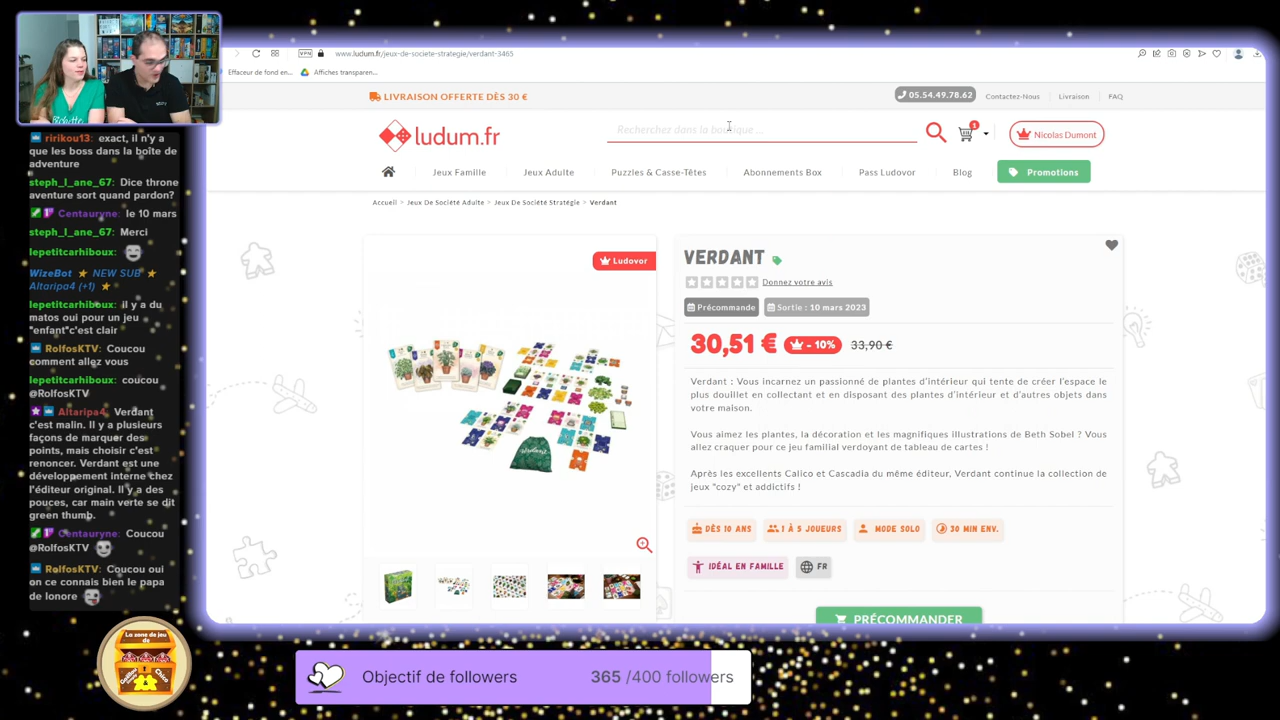 www.ludum.fr/jeux-de-societe-strategie/verdant-3465
Effaceur de fond en...
Affiches transparen...
LIVRAISON OFFERTE DÈS 30 €
05.54.49.78.62
Contactez-Nous
Livraison
FAQ
ludum.fr
Recherchez dans la boutique ...
1
Nicolas Dumont
Jeux Famille
Jeux Adulte
Puzzles & Casse-Têtes
Abonnements Box
Pass Ludovor
Blog
Promotions
Accueil
Jeux De Société Adulte
Jeux De Société Stratégie
Verdant
Ludovor
VERDANT
Donnez votre avis
Précommande
Sortie : 10 mars 2023
30,51 €
- 10%
33,90 €
Verdant : Vous incarnez un passionné de plantes d'intérieur qui tente de créer l'espace le
plus douillet en collectant et en disposant des plantes d'intérieur et d'autres objets dans
votre maison.
Vous aimez les plantes, la décoration et les magnifiques illustrations de Beth Sobel ? Vous
allez craquer pour ce jeu familial verdoyant de tableau de cartes !
Après les excellents Calico et Cascadia du même éditeur, Verdant continue la collection de
jeux "cozy" et addictifs !
DÈS 10 ANS
1 À 5 JOUEURS
MODE SOLO
30 MIN ENV.
IDÉAL EN FAMILLE
FR
PRÉCOMMANDER
ririkou13: exact, il n'y a
que les boss dans la boite de
adventure
steph_l_ane_67: Dice throne
aventure sort quand pardon?
Centauryne: le 10 mars
steph_l_ane_67: Merci
lepetitcarhiboux:
WizeBot ★ NEW SUB ★
Altaripa4 (+1) ★
lepetitcarhiboux: il y a du
matos oui pour un jeu
"enfant"c'est clair
RolfosKTV: Coucou
comment allez vous
lepetitcarhiboux: coucou
@RolfosKTV
Altaripa4: Verdant
c'est malin. Il y a plusieurs
façons de marquer des
points, mais choisir c'est
renoncer. Verdant est une
développement interne chez
l'éditeur original. Il y a des
pouces, car main verte se dit
green thumb.
Centauryne: Coucou
@RolfosKTV
RolfosKTV: Coucou oui
on ce connais bien le papa
de lonore
La zone de jeu
de
Chico
Objectif de followers
365 /400 followers